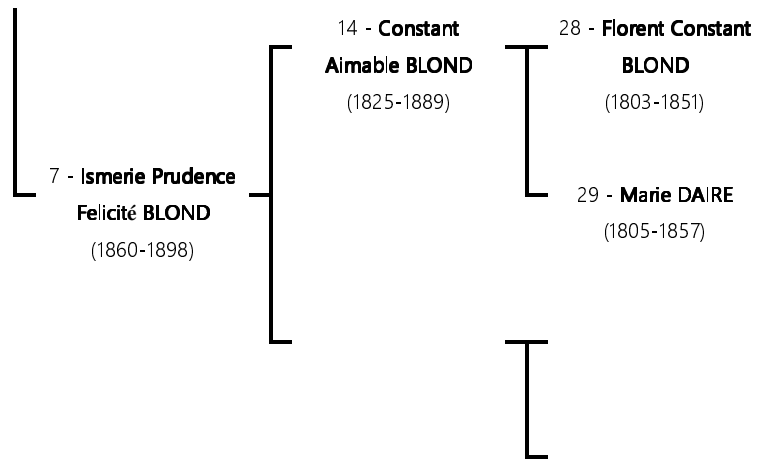 14 - Constant
Aimable BLOND
(1825-1889)
28 - Florent Constant
BLOND
(1803-1851)
7 - Ismerie Prudence
Felicité BLOND
(1860-1898)
29 - Marie DAIRE
(1805-1857)